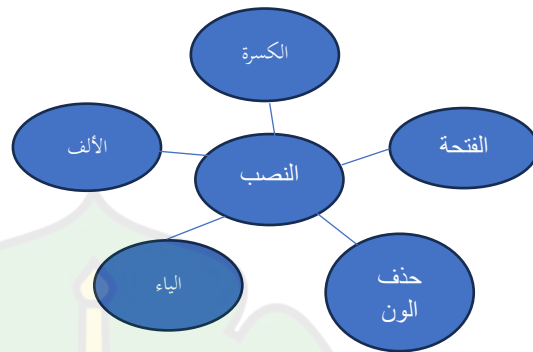 الكسرة
الفتحة
الألف
النصب
الياء
حذف
الون